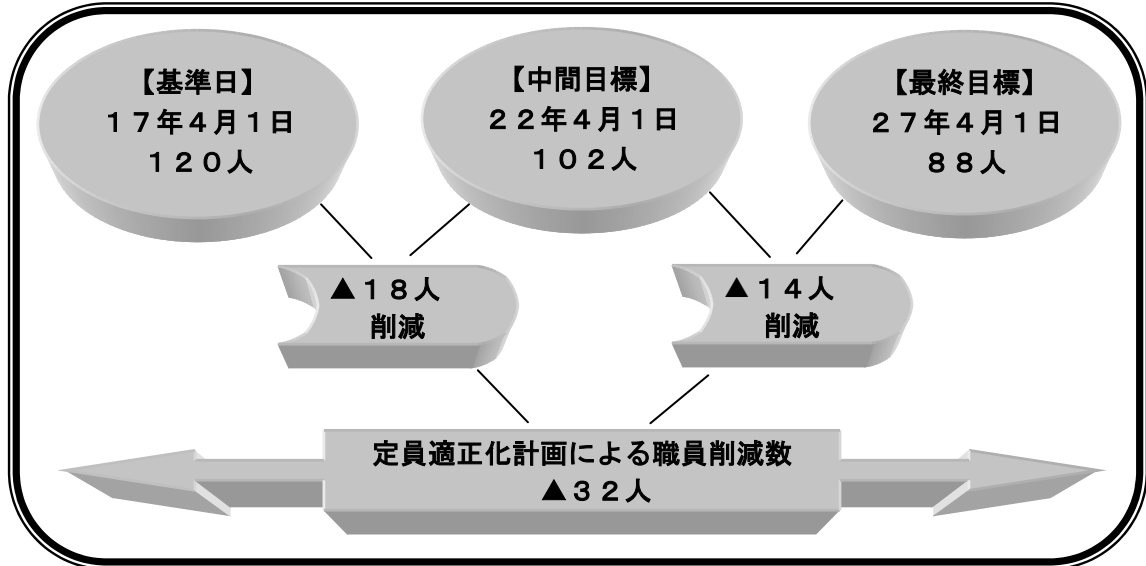 【基準日】
１７年４月１日
１２０人
【中間目標】
２２年４月１日
１０２人
【最終目標】
２７年４月１日
８８人
▲１８人
削減
▲１４人
削減
定員適正化計画による職員削減数
▲３２人